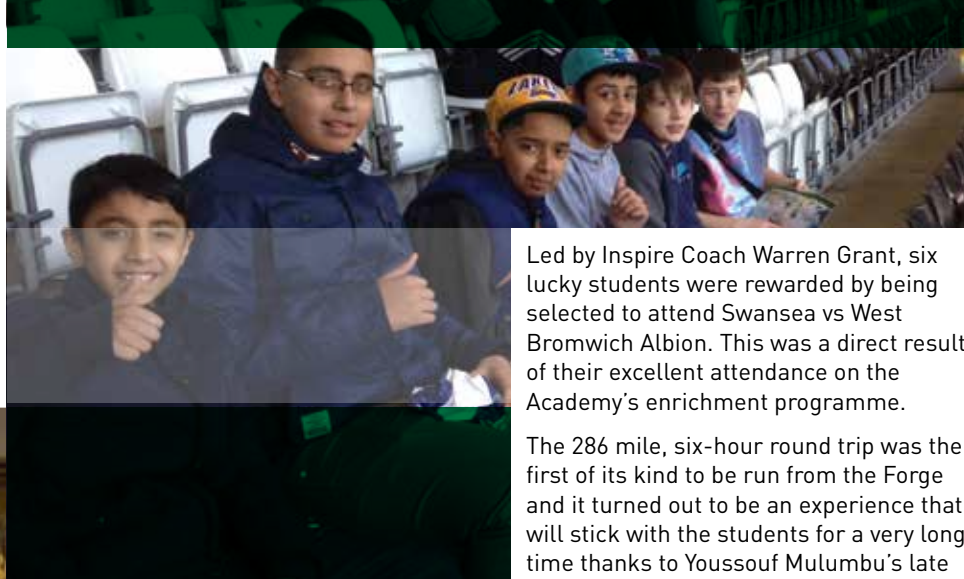 Led by Inspire Coach Warren Grant, six
lucky students were rewarded by being
selected to attend Swansea vs West
Bromwich Albion. This was a direct result
of their excellent attendance on the
Academy’s enrichment programme.
The 286 mile, six-hour round trip was the
first of its kind to be run from the Forge
and it turned out to be an experience that
will stick with the students for a very long
time thanks to Youssouf Mulumbu’s late